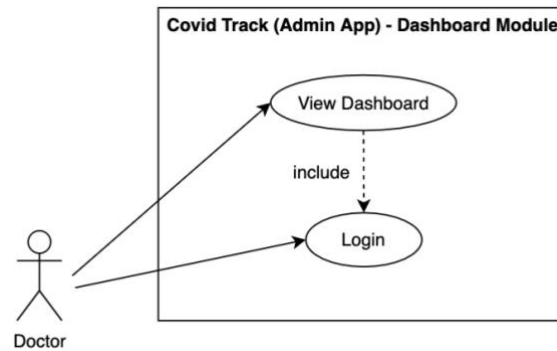 Covid Track (Admin App) - Dashboard Module
View Dashboard
include
Login
Doctor